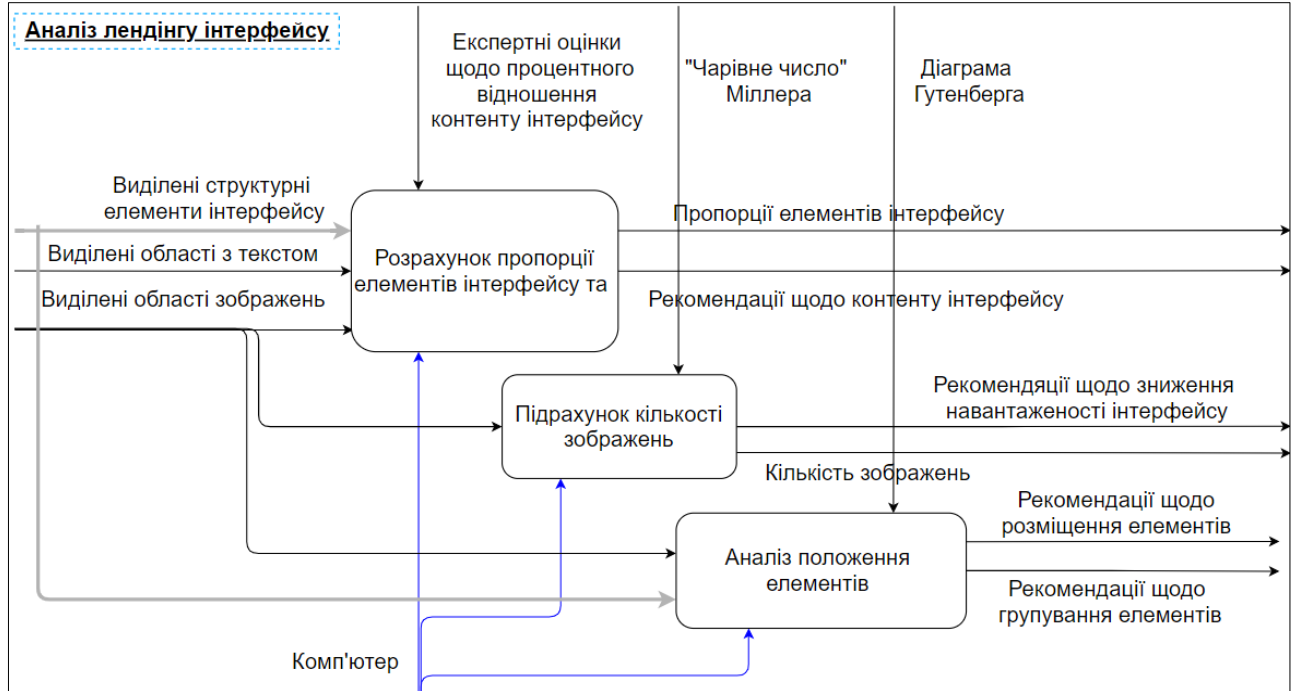 Аналіз лендінгу інтерфейсу
Експертні оцінки
щодо процентного
відношення
контенту інтерфейсу
"Чарівне число"
Міллера
Діаграма
Гутенберга
Виділені структурні
елементи інтерфейсу
Виділені області з текстом
Виділені області зображень
Розрахунок пропорції
елементів інтерфейсу та
Пропорції елементів інтерфейсу
Рекомендації щодо контенту інтерфейсу
Підрахунок кількості
зображень
Рекомендяції щодо зниження
навантаженості інтерфейсу
Кількість зображень
Аналіз положення
елементів
Рекомендації щодо
розміщення елементів
Рекомендації щодо
групування елементів
Комп'ютер